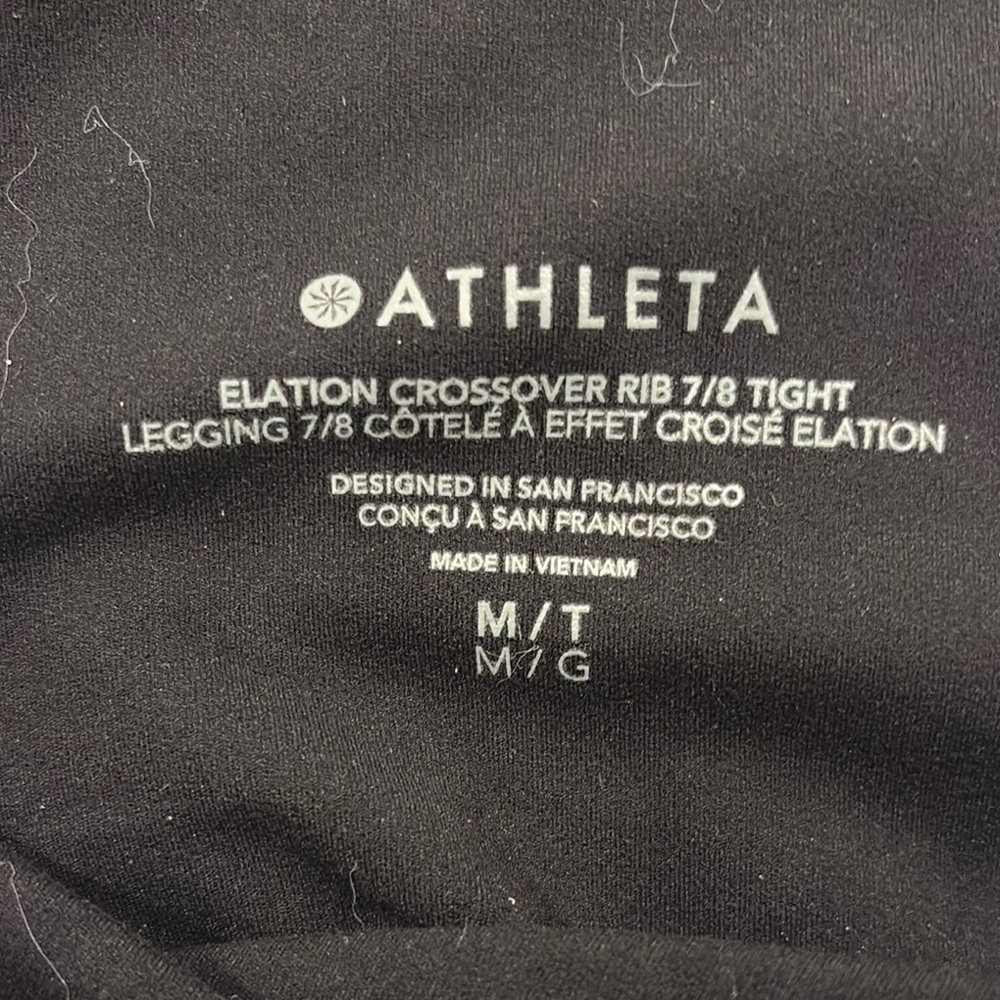 ATHLETA
ELATION CROSSOVER RIB 7/8 TIGHT
LEGGING 7/8 CÔTELÉ À EFFET CROISÉ ELATION
DESIGNED IN SAN FRANCISCO
CONÇU À SAN FRANCISCO
MADE IN VIETNAM
M / T
M / G